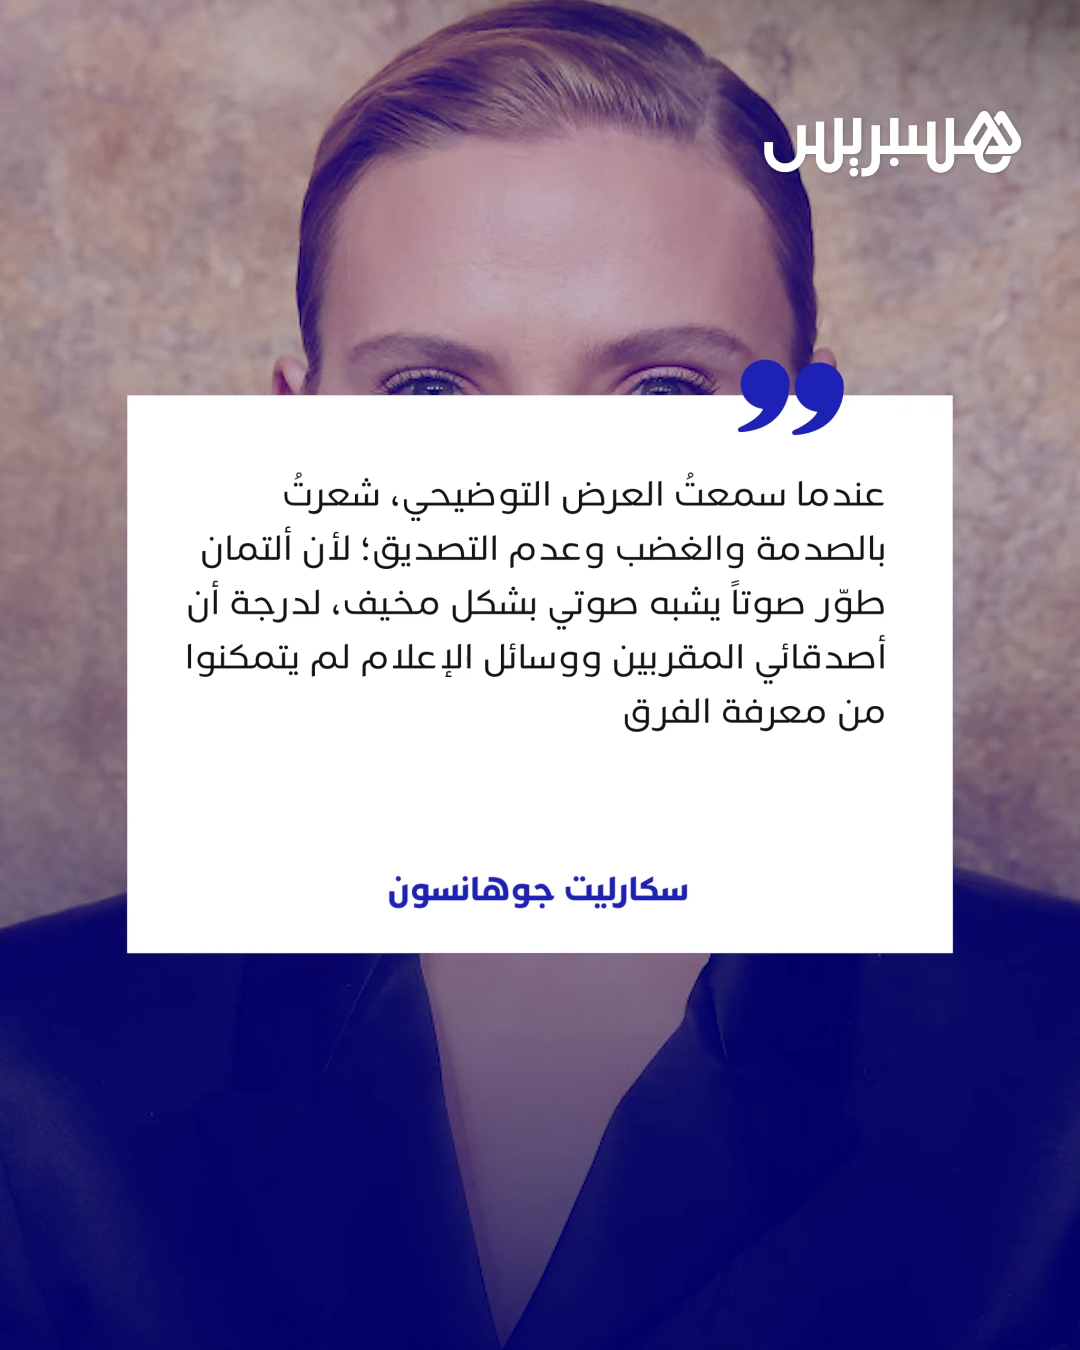 هسبريس
عندما سمعتُ العرض التوضيحي، شعرتُ
بالصدمة والغضب وعدم التصديق؛ لأن ألتمان
طوّر صوتاً يشبه صوتي بشكل مخيف، لدرجة أن
أصدقائي المقربين ووسائل الإعلام لم يتمكنوا
من معرفة الفرق
سكارليت جوهانسون